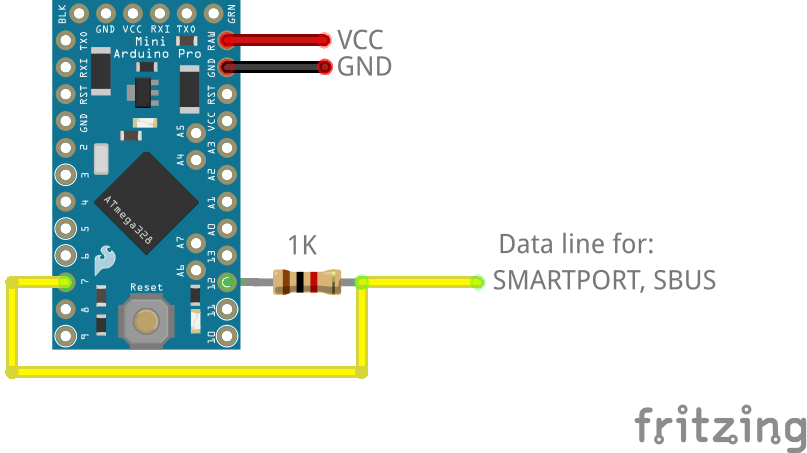 BLK
GND VCC RXI TXO
GRN
Mini
Arduino Pro
TXO
RXI
RST
GND
2
3
4
5
6
7
8
9
RAW
GND
RST
VCC
A3
A2
A1
A0
13
12
11
10
A5
A4
A7
A6
ATmega328
Reset
VCC
GND
1K
Data line for:
SMARTPORT, SBUS
fritzing